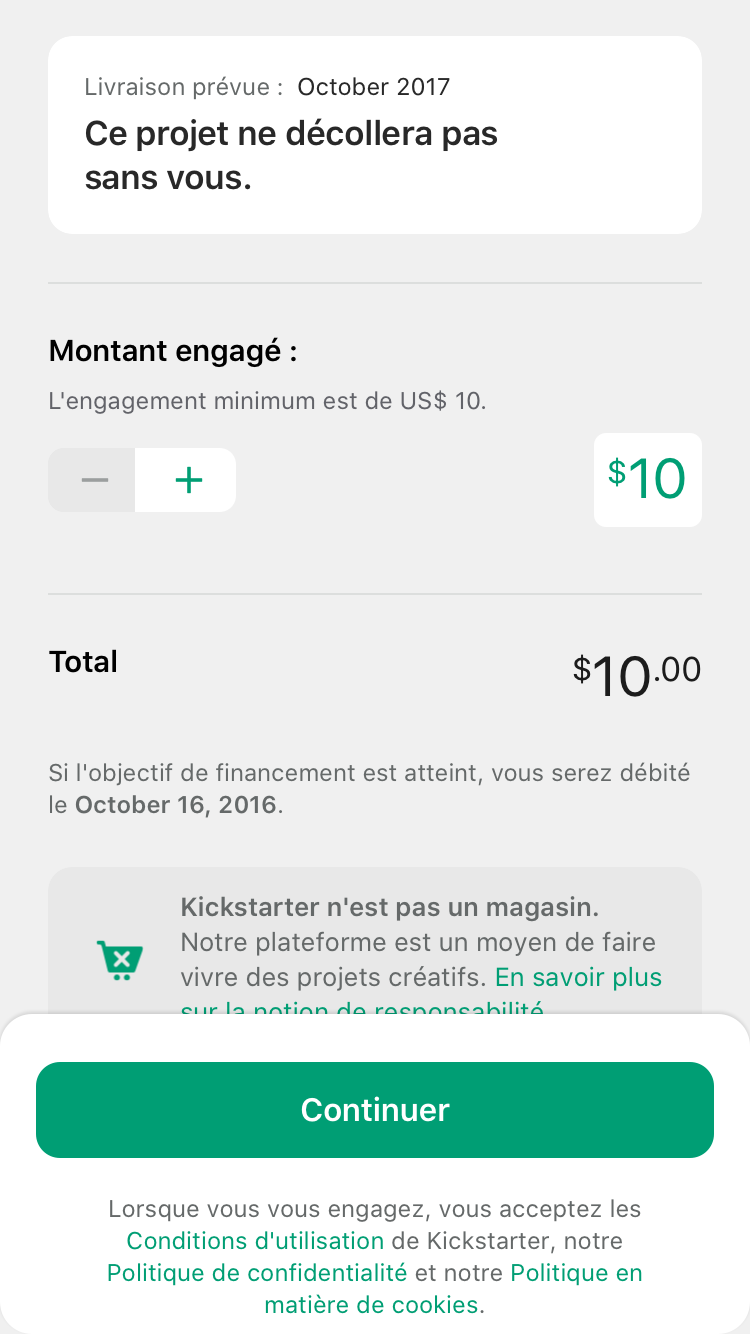 Livraison prévue : October 2017
Ce projet ne décollera pas
sans vous.
Montant engagé :
L'engagement minimum est de US$ 10.
− +
$10
Total
$10.00
Si l'objectif de financement est atteint, vous serez débité
le October 16, 2016.
Kickstarter n'est pas un magasin.
Notre plateforme est un moyen de faire
vivre des projets créatifs. En savoir plus
sur la notion de responsabilité
Continuer
Lorsque vous vous engagez, vous acceptez les
Conditions d'utilisation de Kickstarter, notre
Politique de confidentialité et notre Politique en
matière de cookies.